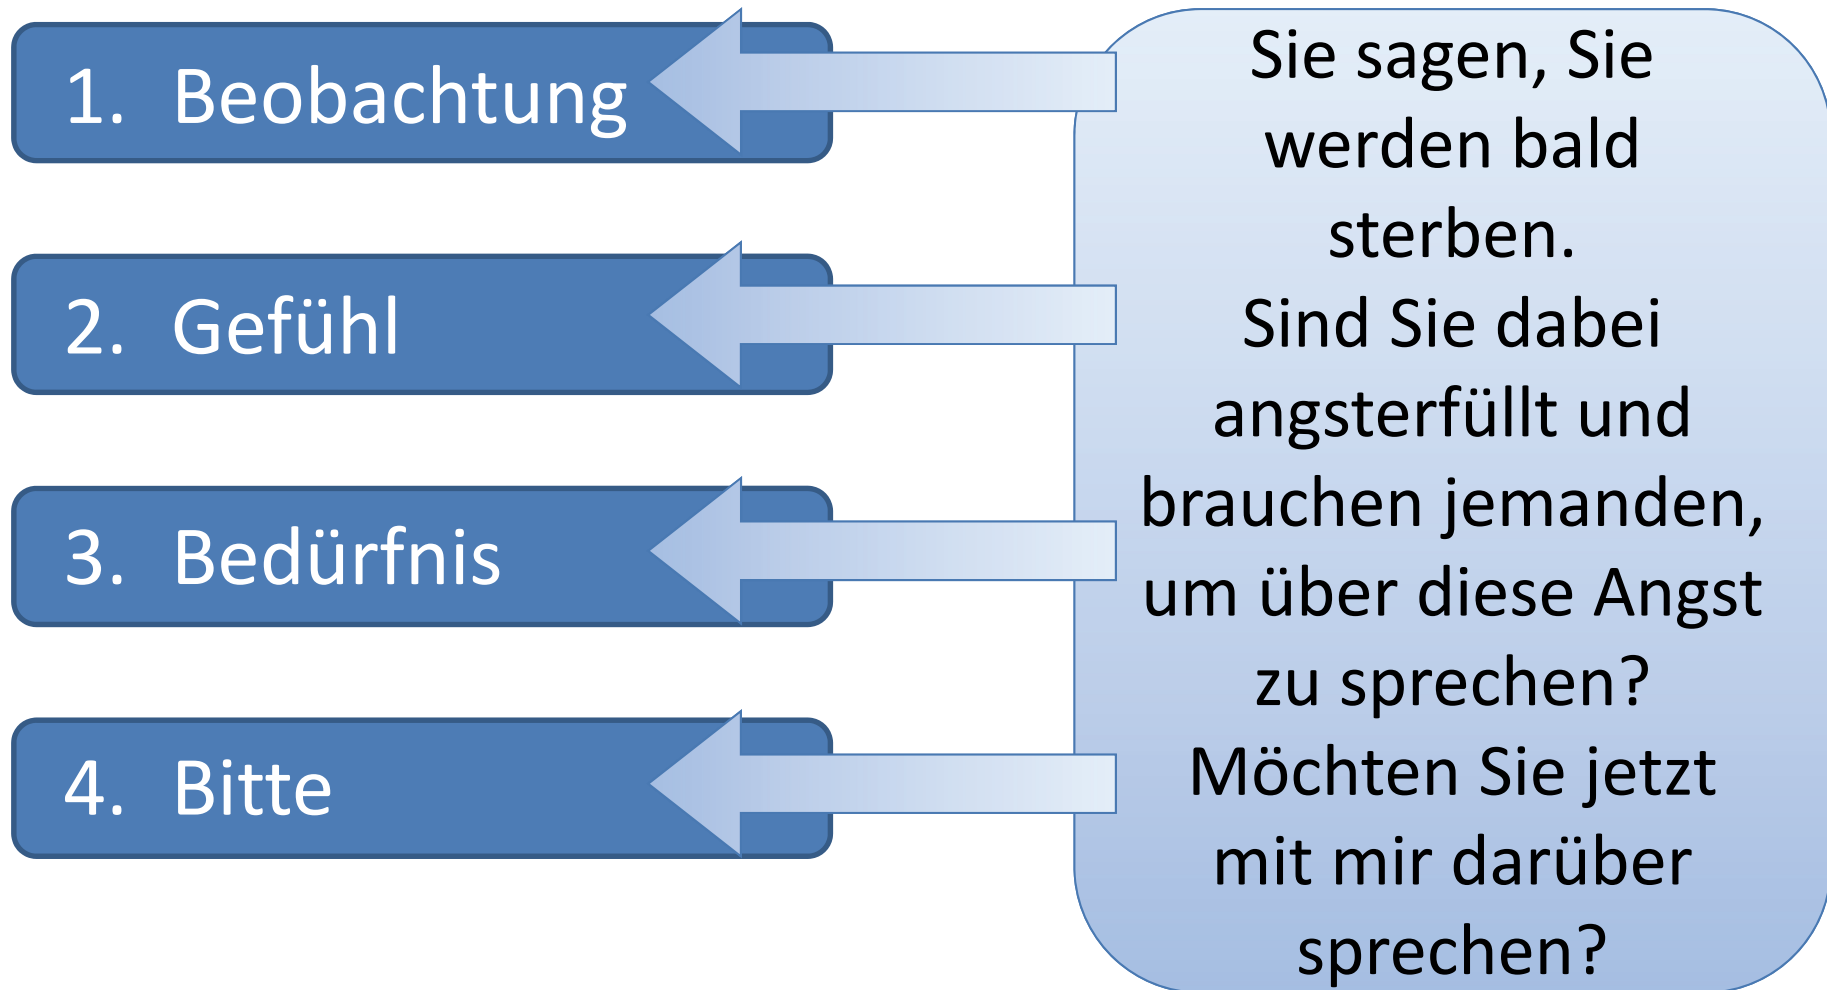 1. Beobachtung
2. Gefühl
3. Bedürfnis
4. Bitte
Sie sagen, Sie
werden bald
sterben.
Sind Sie dabei
angsterfüllt und
brauchen jemanden,
um über diese Angst
zu sprechen?
Möchten Sie jetzt
mit mir darüber
sprechen?